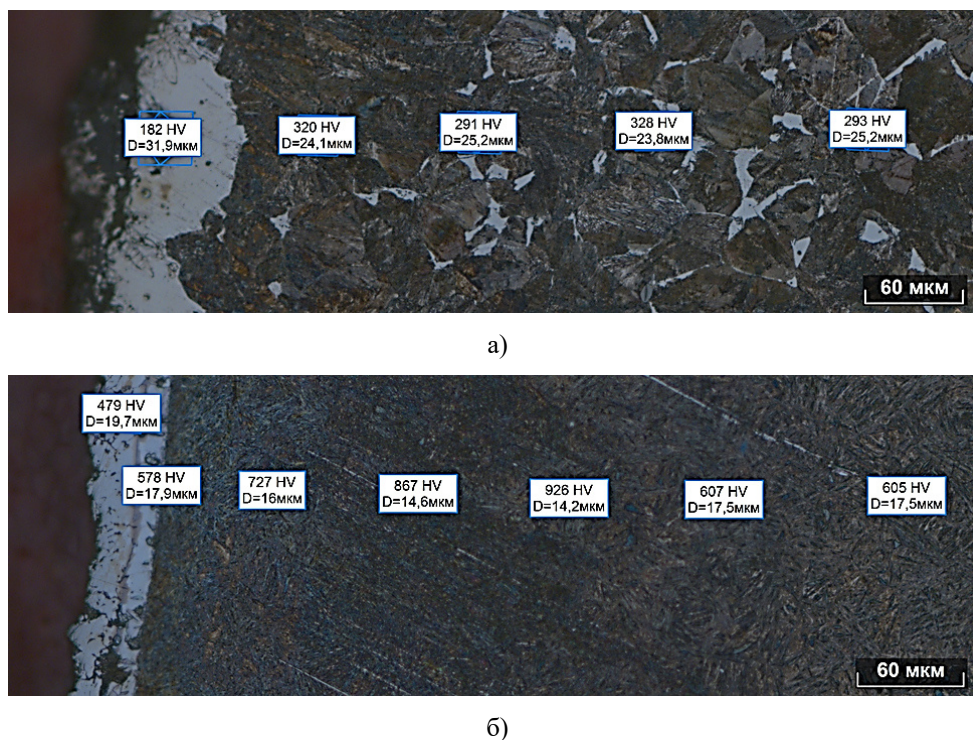 182 HV
D=31,9мкм
320 HV
D=24,1мкм
291 HV
D=25,2мкм
328 HV
D=23,8мкм
293 HV
D=25,2мкм
60 мкм
а)
479 HV
D=19,7мкм
578 HV
D=17,9мкм
727 HV
D=16мкм
867 HV
D=14,6мкм
926 HV
D=14,2мкм
607 HV
D=17,5мкм
605 HV
D=17,5мкм
60 мкм
б)